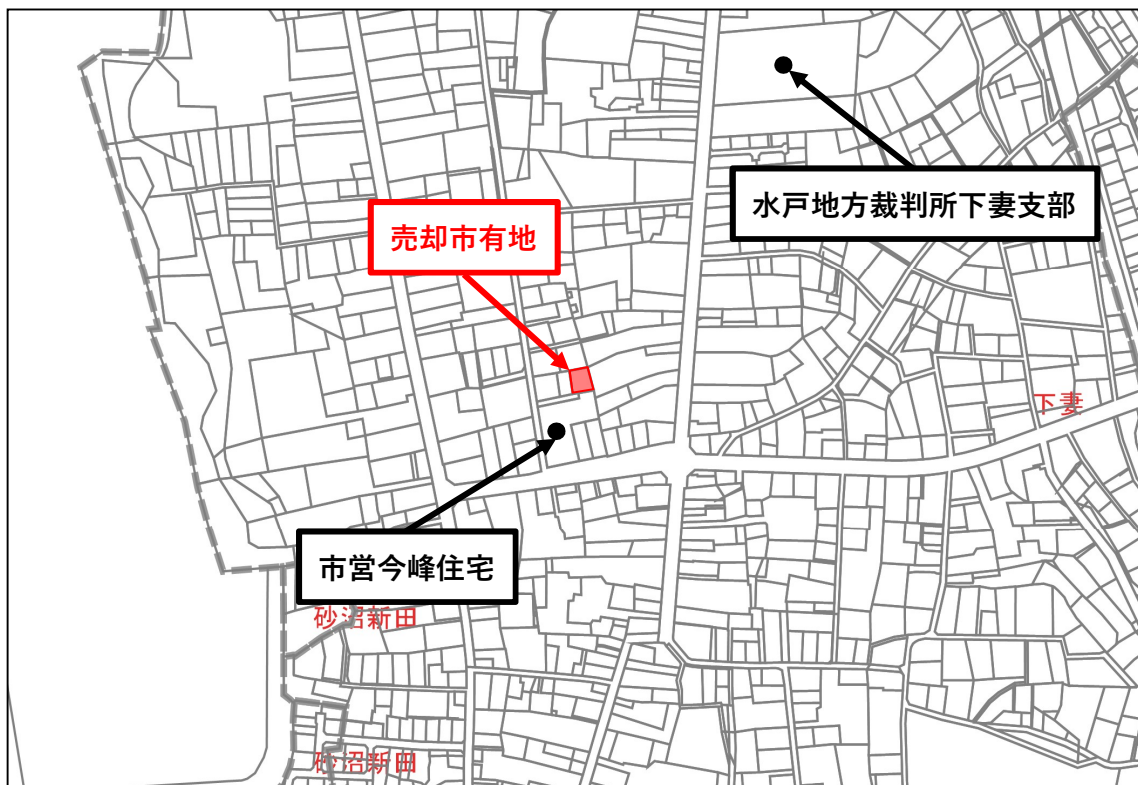 水戸地方裁判所下妻支部
売却市有地
下妻
市営今峰住宅
砂沼新田
砂沼新田